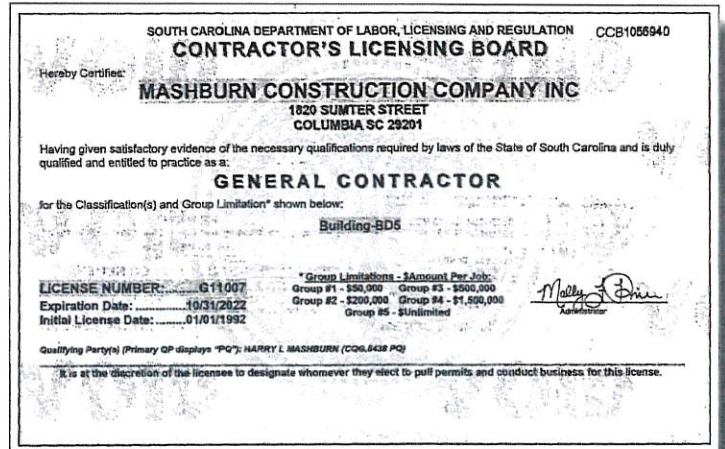 SOUTH CAROLINA DEPARTMENT OF LABOR, LICENSING AND REGULATION CCB1056940
CONTRACTOR'S LICENSING BOARD
Hereby Certifies:
MASHBURN CONSTRUCTION COMPANY INC
1820 SUMTER STREET
COLUMBIA SC 29201
Having given satisfactory evidence of the necessary qualifications required by laws of the State of South Carolina and is duly
qualified and entitled to practice as a:
GENERAL CONTRACTOR
for the Classification(s) and Group Limitation* shown below:
Building-BD5
LICENSE NUMBER: ........G11007
Expiration Date: ..............10/31/2022
Initial License Date: .........01/01/1992
* Group Limitations - $Amount Per Job:
Group #1 - $50,000 Group #3 - $500,000
Group #2 - $200,000 Group #4 - $1,500,000
Group #5 - $Unlimited
Administrator
Qualifying Party(s) (Primary QP displays "PQ"): HARRY L MASHBURN (CQG.5438 PQ)
It is at the discretion of the licensee to designate whomever they elect to pull permits and conduct business for this license.